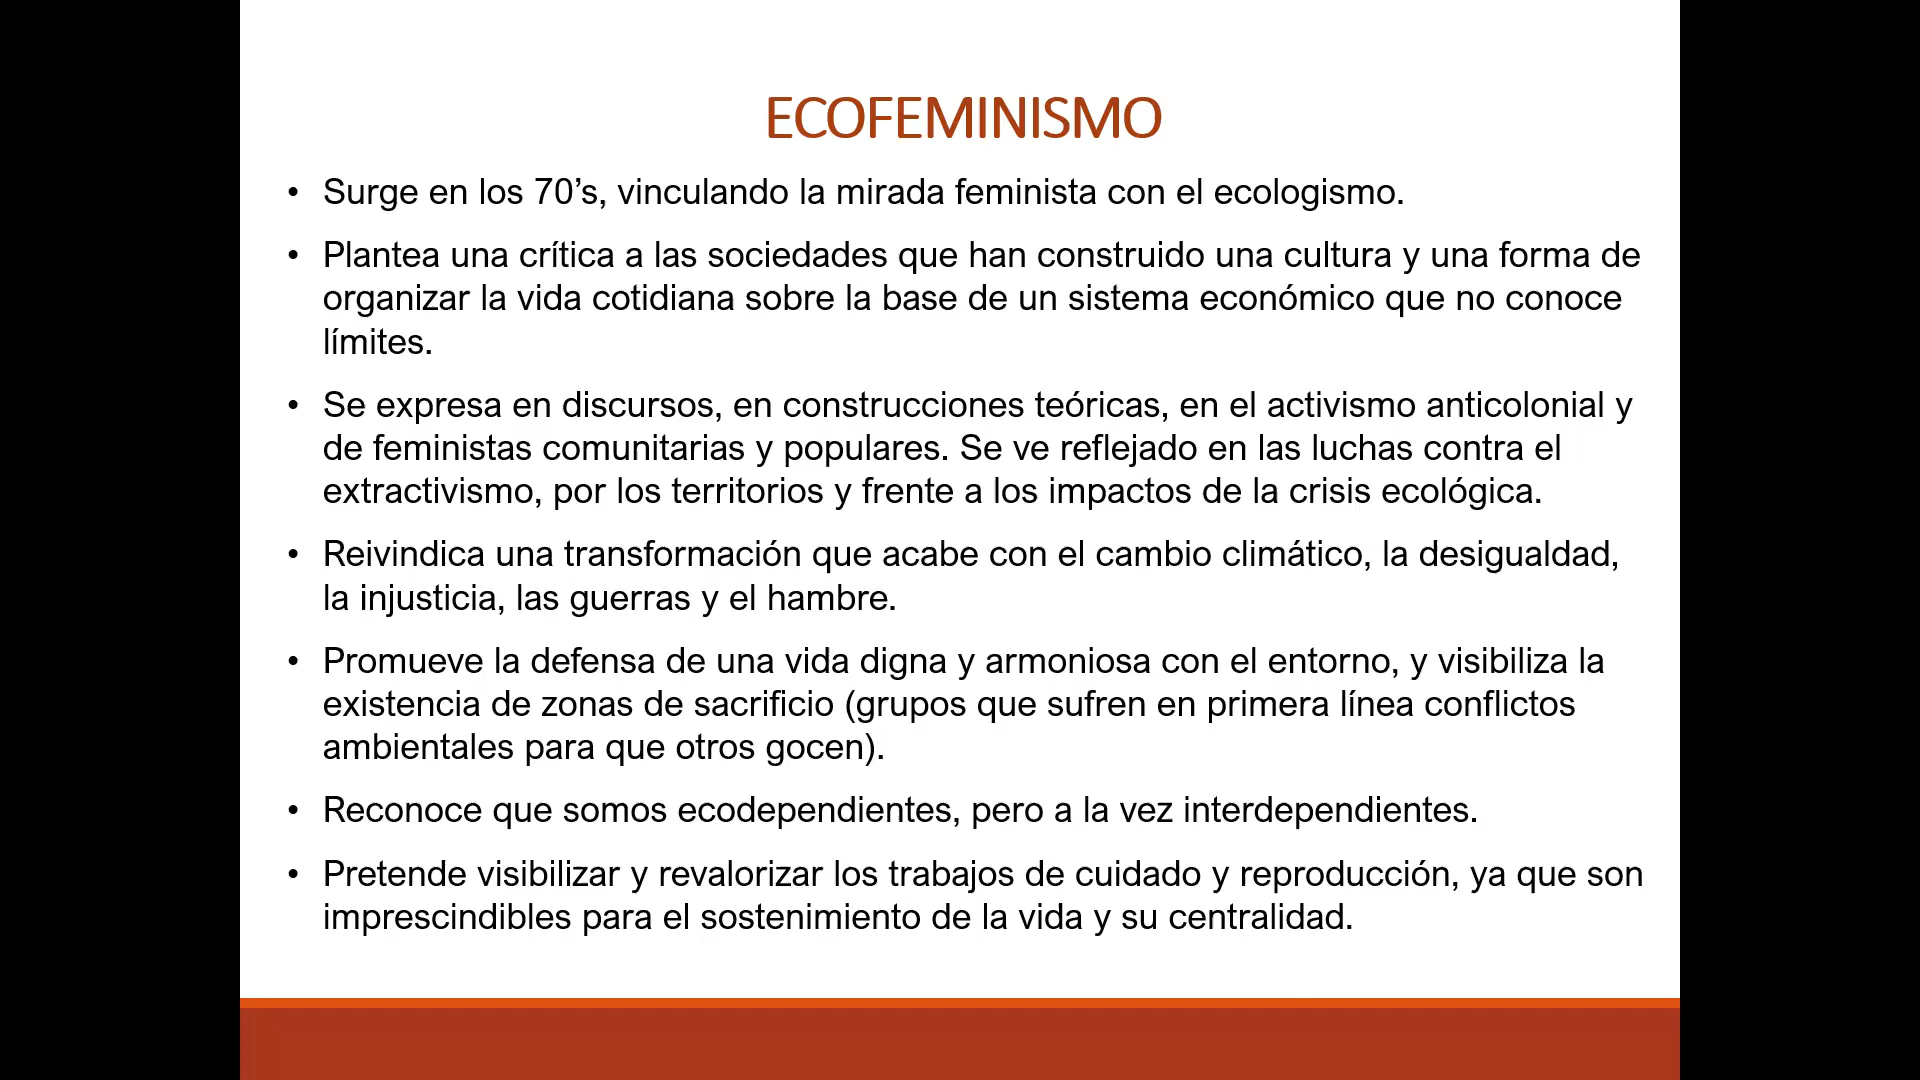 ECOFEMINISMO
• Surge en los 70’s, vinculando la mirada feminista con el ecologismo.
• Plantea una crítica a las sociedades que han construido una cultura y una forma de
organizar la vida cotidiana sobre la base de un sistema económico que no conoce
límites.
• Se expresa en discursos, en construcciones teóricas, en el activismo anticolonial y
de feministas comunitarias y populares. Se ve reflejado en las luchas contra el
extractivismo, por los territorios y frente a los impactos de la crisis ecológica.
• Reivindica una transformación que acabe con el cambio climático, la desigualdad,
la injusticia, las guerras y el hambre.
• Promueve la defensa de una vida digna y armoniosa con el entorno, y visibiliza la
existencia de zonas de sacrificio (grupos que sufren en primera línea conflictos
ambientales para que otros gocen).
• Reconoce que somos ecodependientes, pero a la vez interdependientes.
• Pretende visibilizar y revalorizar los trabajos de cuidado y reproducción, ya que son
imprescindibles para el sostenimiento de la vida y su centralidad.